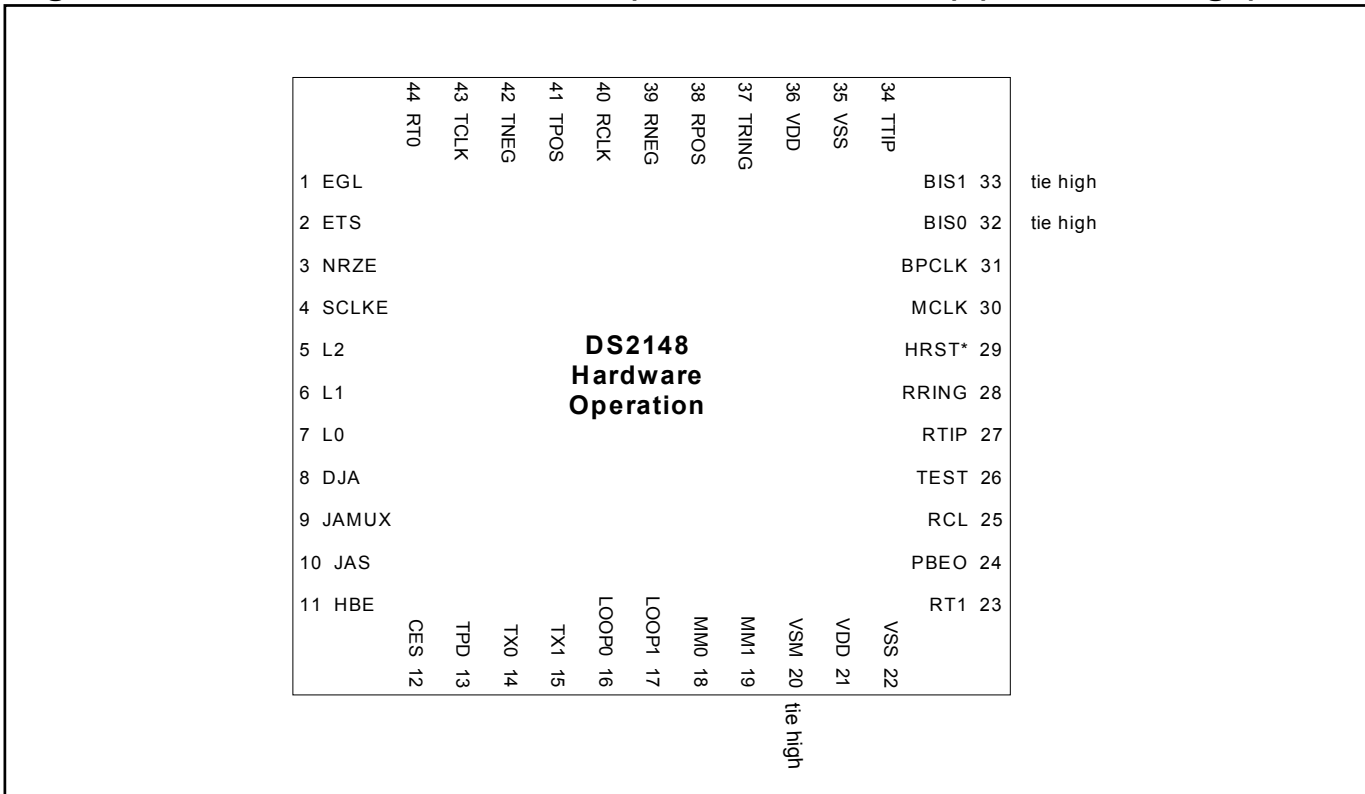 44 RT0
43 TCLK
42 TNEG
41 TPOS
40 RCLK
39 RNEG
38 RPOS
37 TRING
36 VDD
35 VSS
34 TTIP
1 EGL
2 ETS
3 NRZE
4 SCLKE
5 L2
6 L1
7 L0
8 DJA
9 JAMUX
10 JAS
11 HBE
DS2148
Hardware
Operation
BIS1 33 tie high
BIS0 32 tie high
BPCLK 31
MCLK 30
HRST* 29
RRING 28
RTIP 27
TEST 26
RCL 25
PBEO 24
RT1 23
CES 12
TPD 13
TX0 14
TX1 15
LOOP0 16
LOOP1 17
MM0 18
MM1 19
VSM 20 tie high
VDD 21
VSS 22